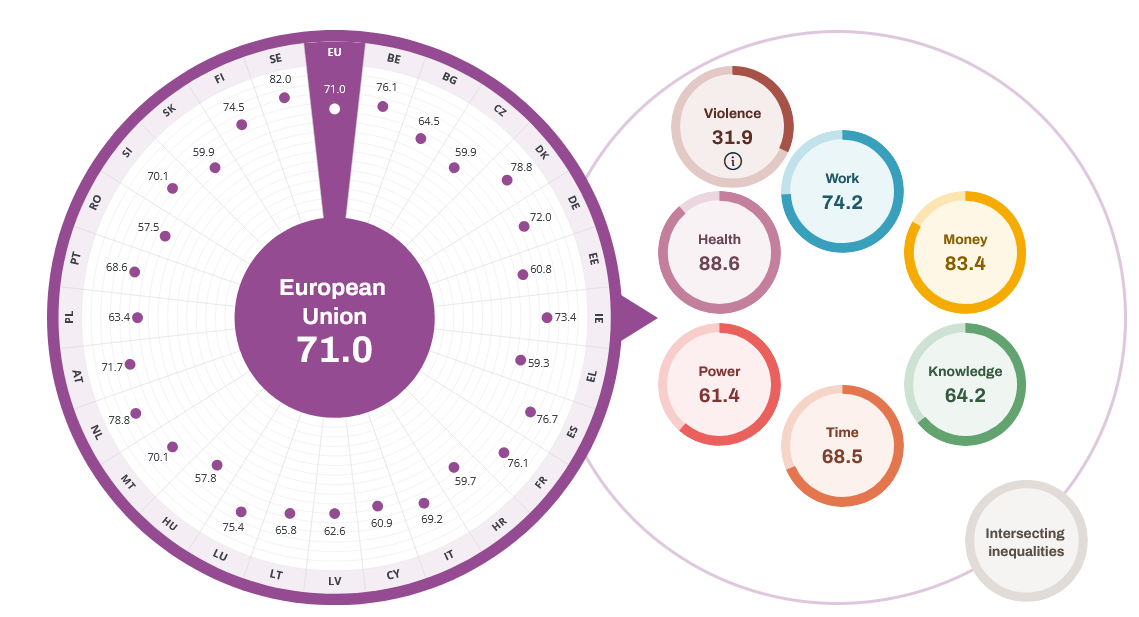 EU
71.0
BE
76.1
BG
64.5
CZ
59.9
DK
78.8
DE
72.0
EE
60.8
IE
73.4
EL
59.3
ES
76.7
FR
76.1
HR
59.7
IT
69.2
CY
60.9
LV
62.6
LT
65.8
LU
75.4
HU
57.8
MT
70.1
NL
78.8
AT
71.7
PL
63.4
PT
68.6
RO
57.5
SI
70.1
SK
59.9
FI
74.5
SE
82.0
European
Union
71.0
Violence
31.9
i
Work
74.2
Money
83.4
Health
88.6
Power
61.4
Knowledge
64.2
Time
68.5
Intersecting
inequalities